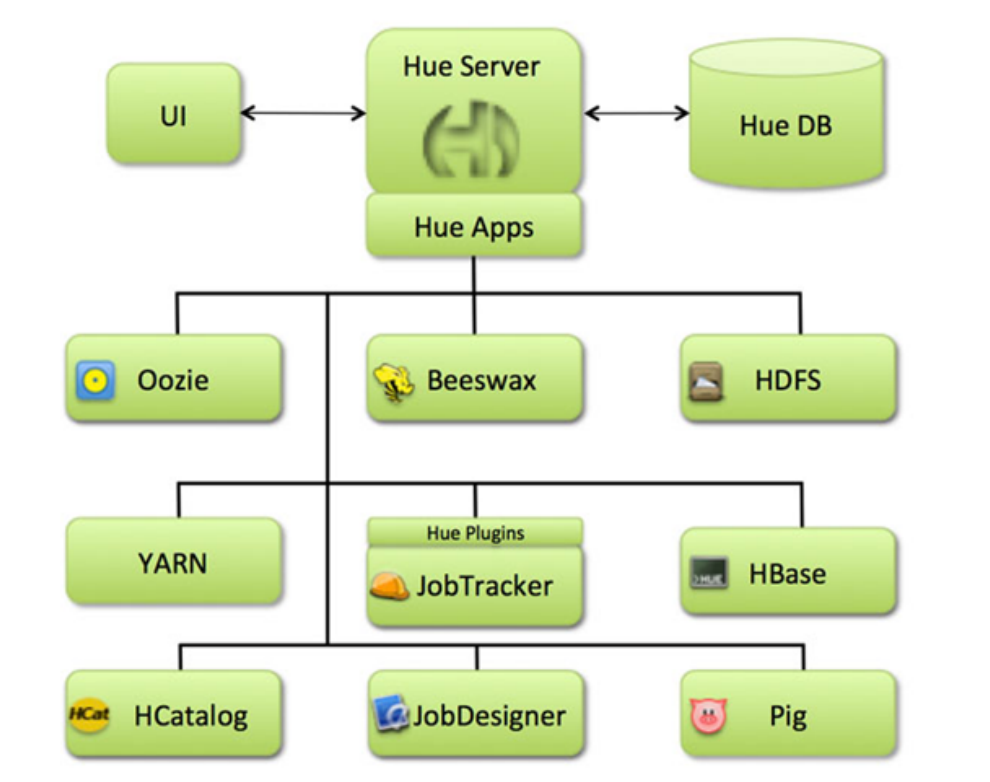 Hue Server
UI
Hue DB
Hue Apps
Oozie
Beeswax
HDFS
YARN
Hue Plugins
JobTracker
>HUE
HBase
HCat
HCatalog
JobDesigner
Pig